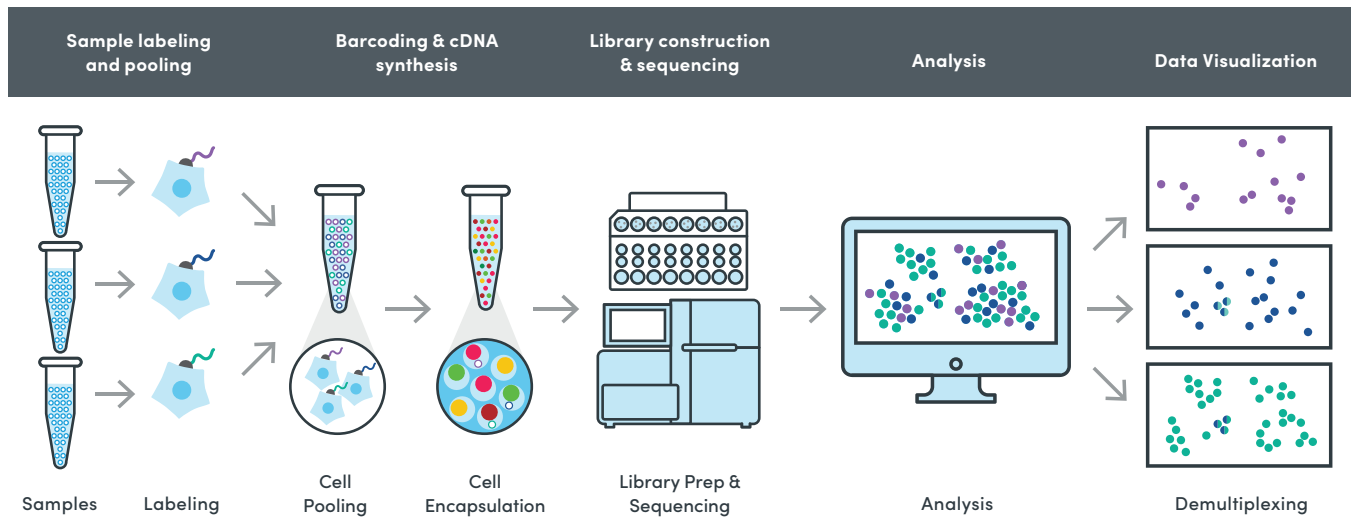 Sample labeling
and pooling
Barcoding & cDNA
synthesis
Library construction
& sequencing
Analysis
Data Visualization
Samples
Labeling
Cell
Pooling
Cell
Encapsulation
Library Prep &
Sequencing
Analysis
Demultiplexing